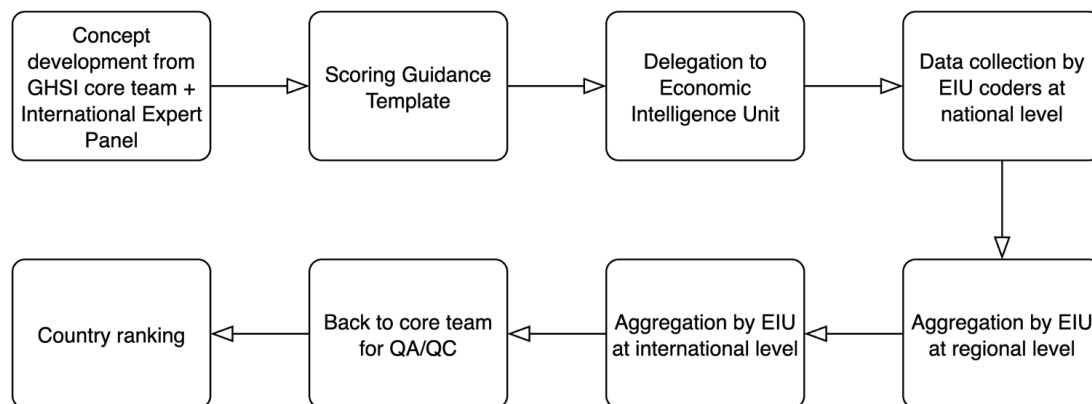 Concept
development from
GHSI core team +
International Expert
Panel
Scoring Guidance
Template
Delegation to
Economic
Intelligence Unit
Data collection by
EIU coders at
national level
Aggregation by EIU
at regional level
Aggregation by EIU
at international level
Back to core team
for QA/QC
Country ranking